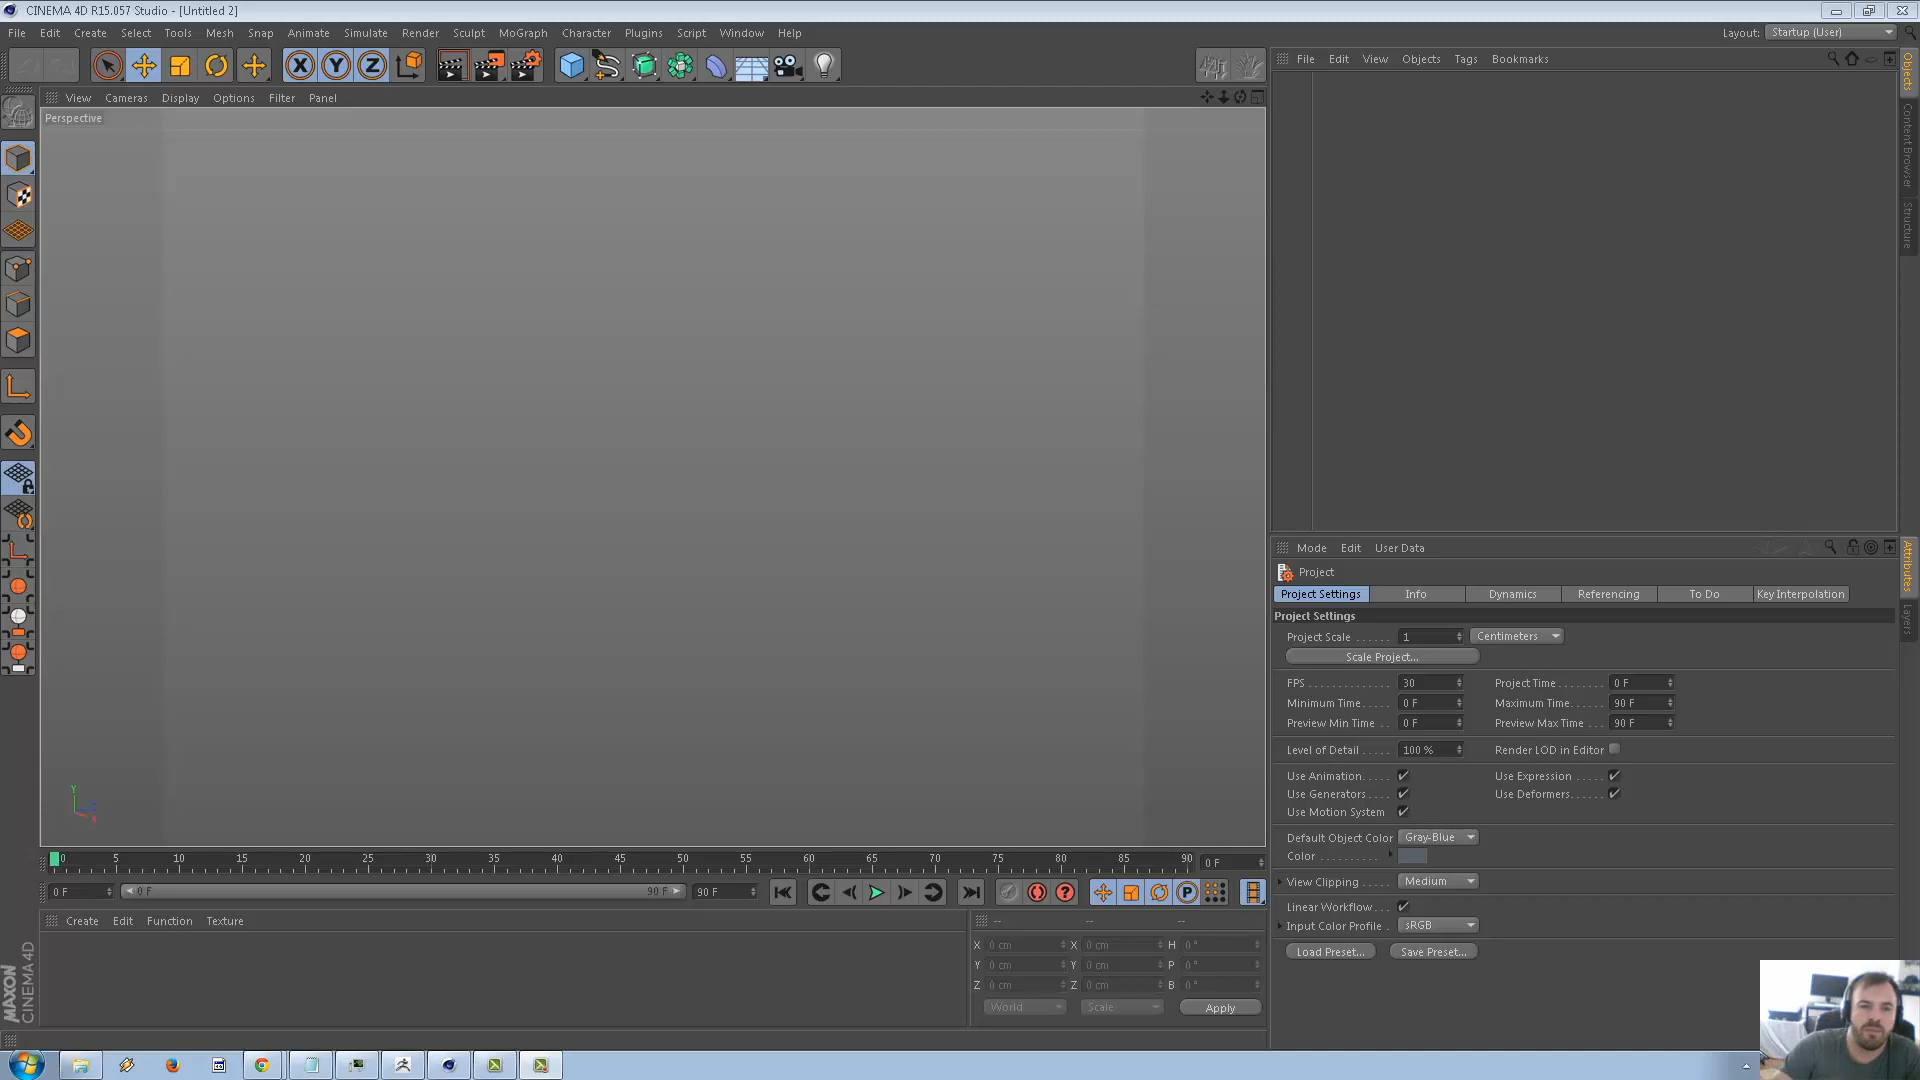 CINEMA 4D R15.057 Studio - [Untitled 2]
File Edit Create Select Tools Mesh Snap Animate Simulate Render Sculpt MoGraph Character Plugins Script Window Help
Layout: Startup (User)
File Edit View Objects Tags Bookmarks
View Cameras Display Options Filter Panel
Perspective
Objects
Content Browser
Structure
Y
X
Mode Edit User Data
Project
Project Settings Info Dynamics Referencing To Do Key Interpolation
Project Settings
Project Scale ...... 1 Centimeters
Scale Project...
FPS 30 Project Time 0 F
Minimum Time 0 F Maximum Time 90 F
Preview Min Time 0 F Preview Max Time 90 F
Level of Detail 100 % Render LOD in Editor
Use Animation Use Expression
Use Generators Use Deformers
Use Motion System
Default Object Color Gray-Blue
Color
View Clipping Medium
Linear Workflow
Input Color Profile sRGB
Load Preset... Save Preset...
Attributes
Layers
0 5 10 15 20 25 30 35 40 45 50 55 60 65 70 75 80 85 90 0 F
0 F 0 F 90 F 90 F
Create Edit Function Texture
-- -- --
X 0 cm X 0 cm H 0 °
Y 0 cm Y 0 cm P 0 °
Z 0 cm Z 0 cm B 0 °
World Scale Apply
MAXON
CINEMA 4D